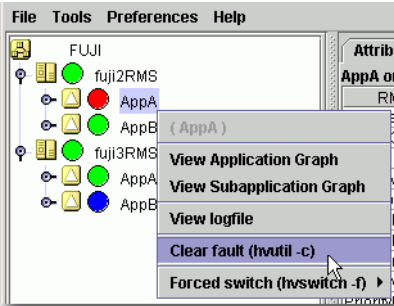 File Tools Preferences Help
FUJI
Attrib
fuji2RMS
AppA or
AppA
RM
AppB
( AppA )
fuji3RMS
View Application Graph
AppA
View Subapplication Graph
AppB
View logfile
Clear fault (hvutil -c)
Forced switch (hvswitch -f)